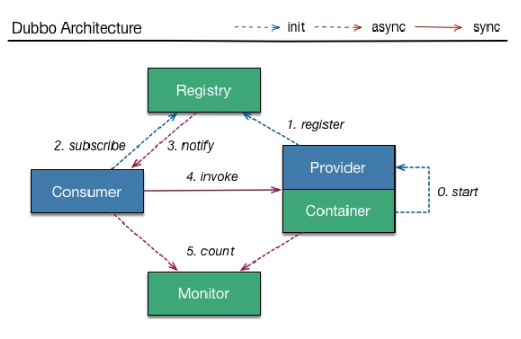 Dubbo Architecture
init
async
sync
Registry
1. register
2. subscribe
3. notify
Provider
4. invoke
Consumer
0. start
Container
5. count
Monitor